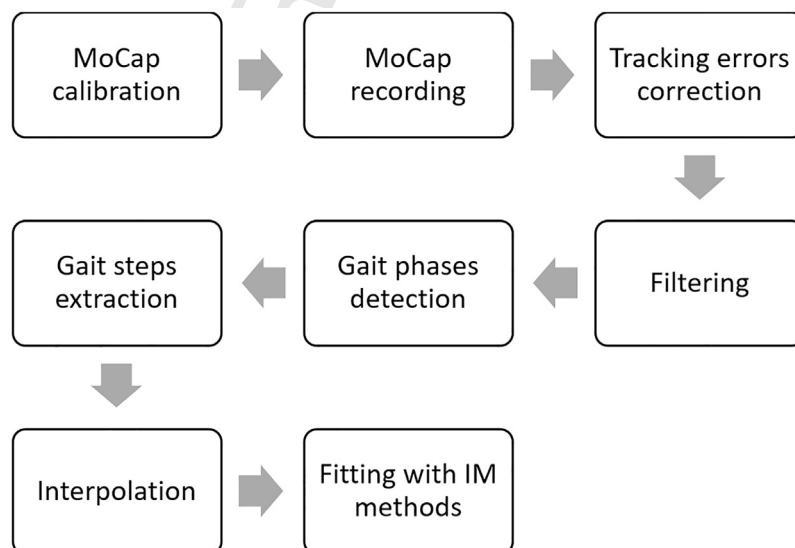 MoCap
calibration
MoCap
recording
Tracking errors
correction
Filtering
Gait phases
detection
Gait steps
extraction
Interpolation
Fitting with IM
methods